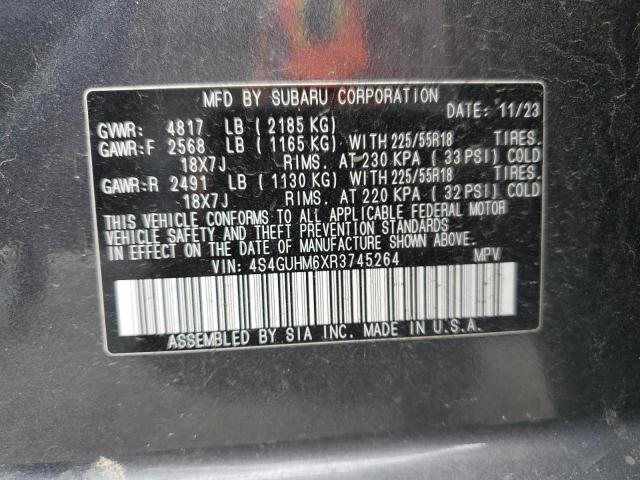 MFD BY SUBARU CORPORATION
DATE: 11/23
GVWR: 4817 LB ( 2185 KG)
GAWR:F 2568 LB ( 1165 KG) WITH 225/55R18 TIRES.
18X7J RIMS. AT 230 KPA ( 33 PSI) COLD
GAWR:R 2491 LB ( 1130 KG) WITH 225/55R18 TIRES.
18X7J RIMS. AT 220 KPA ( 32 PSI) COLD
THIS VEHICLE CONFORMS TO ALL APPLICABLE FEDERAL MOTOR
VEHICLE SAFETY AND THEFT PREVENTION STANDARDS
IN EFFECT ON THE DATE OF MANUFACTURE SHOWN ABOVE.
VIN: 4S4GUHM6XR3745264 MPV
ASSEMBLED BY SIA INC. MADE IN U.S.A.